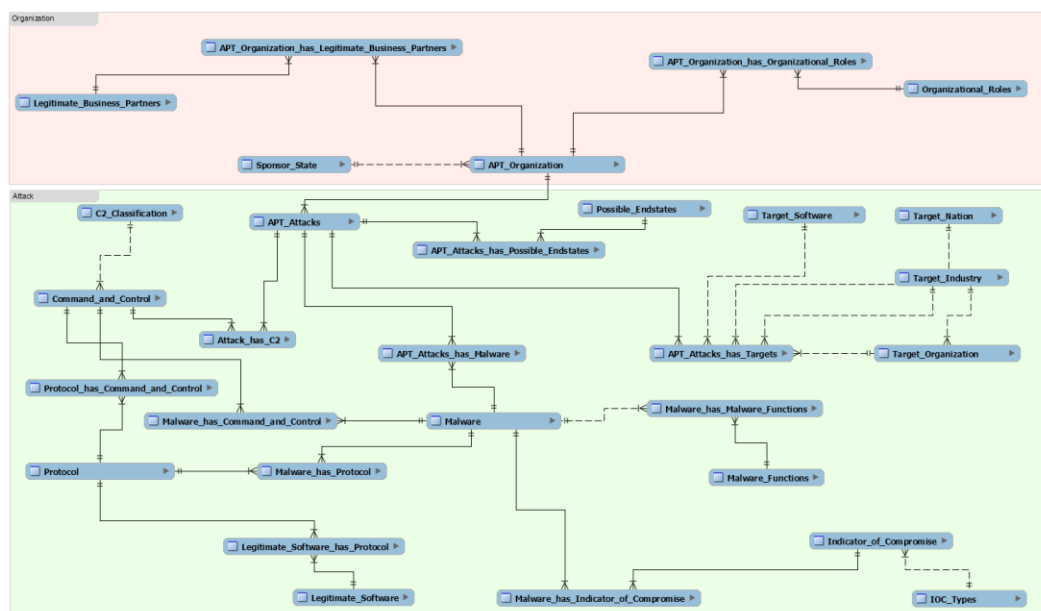 Organization
APT_Organization_has_Legitimate_Business_Partners
APT_Organization_has_Organizational_Roles
Legitimate_Business_Partners
Organizational_Roles
Sponsor_State
APT_Organization
Attack
C2_Classification
APT_Attacks
Possible_Endstates
Target_Software
Target_Nation
APT_Attacks_has_Possible_Endstates
Target_Industry
Command_and_Control
Attack_has_C2
APT_Attacks_has_Malware
APT_Attacks_has_Targets
Target_Organization
Protocol_has_Command_and_Control
Malware_has_Command_and_Control
Malware
Malware_has_Malware_Functions
Protocol
Malware_has_Protocol
Malware_Functions
Legitimate_Software_has_Protocol
Indicator_of_Compromise
Legitimate_Software
Malware_has_Indicator_of_Compromise
IOC_Types